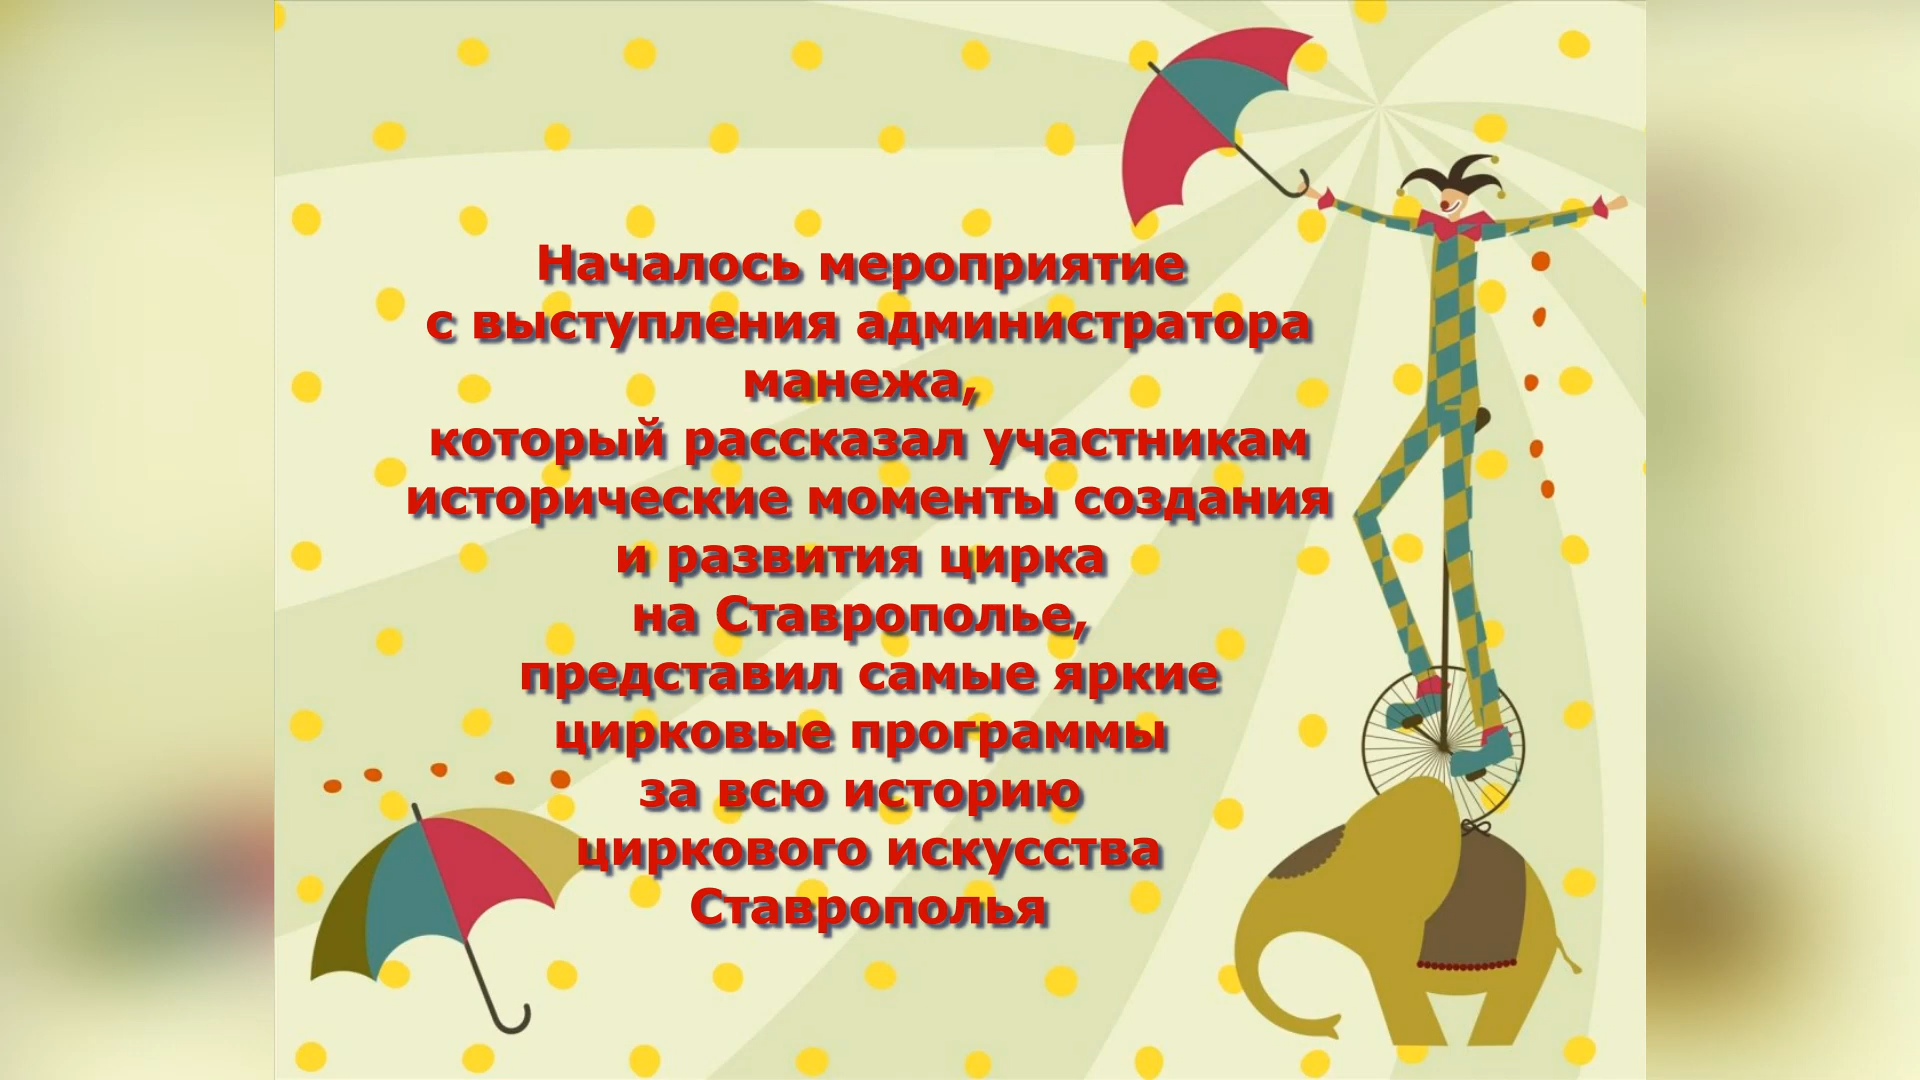 Началось мероприятие
с выступления администратора
манежа,
который рассказал участникам
исторические моменты создания
и развития цирка
на Ставрополье,
представил самые яркие
цирковые программы
за всю историю
циркового искусства
Ставрополья